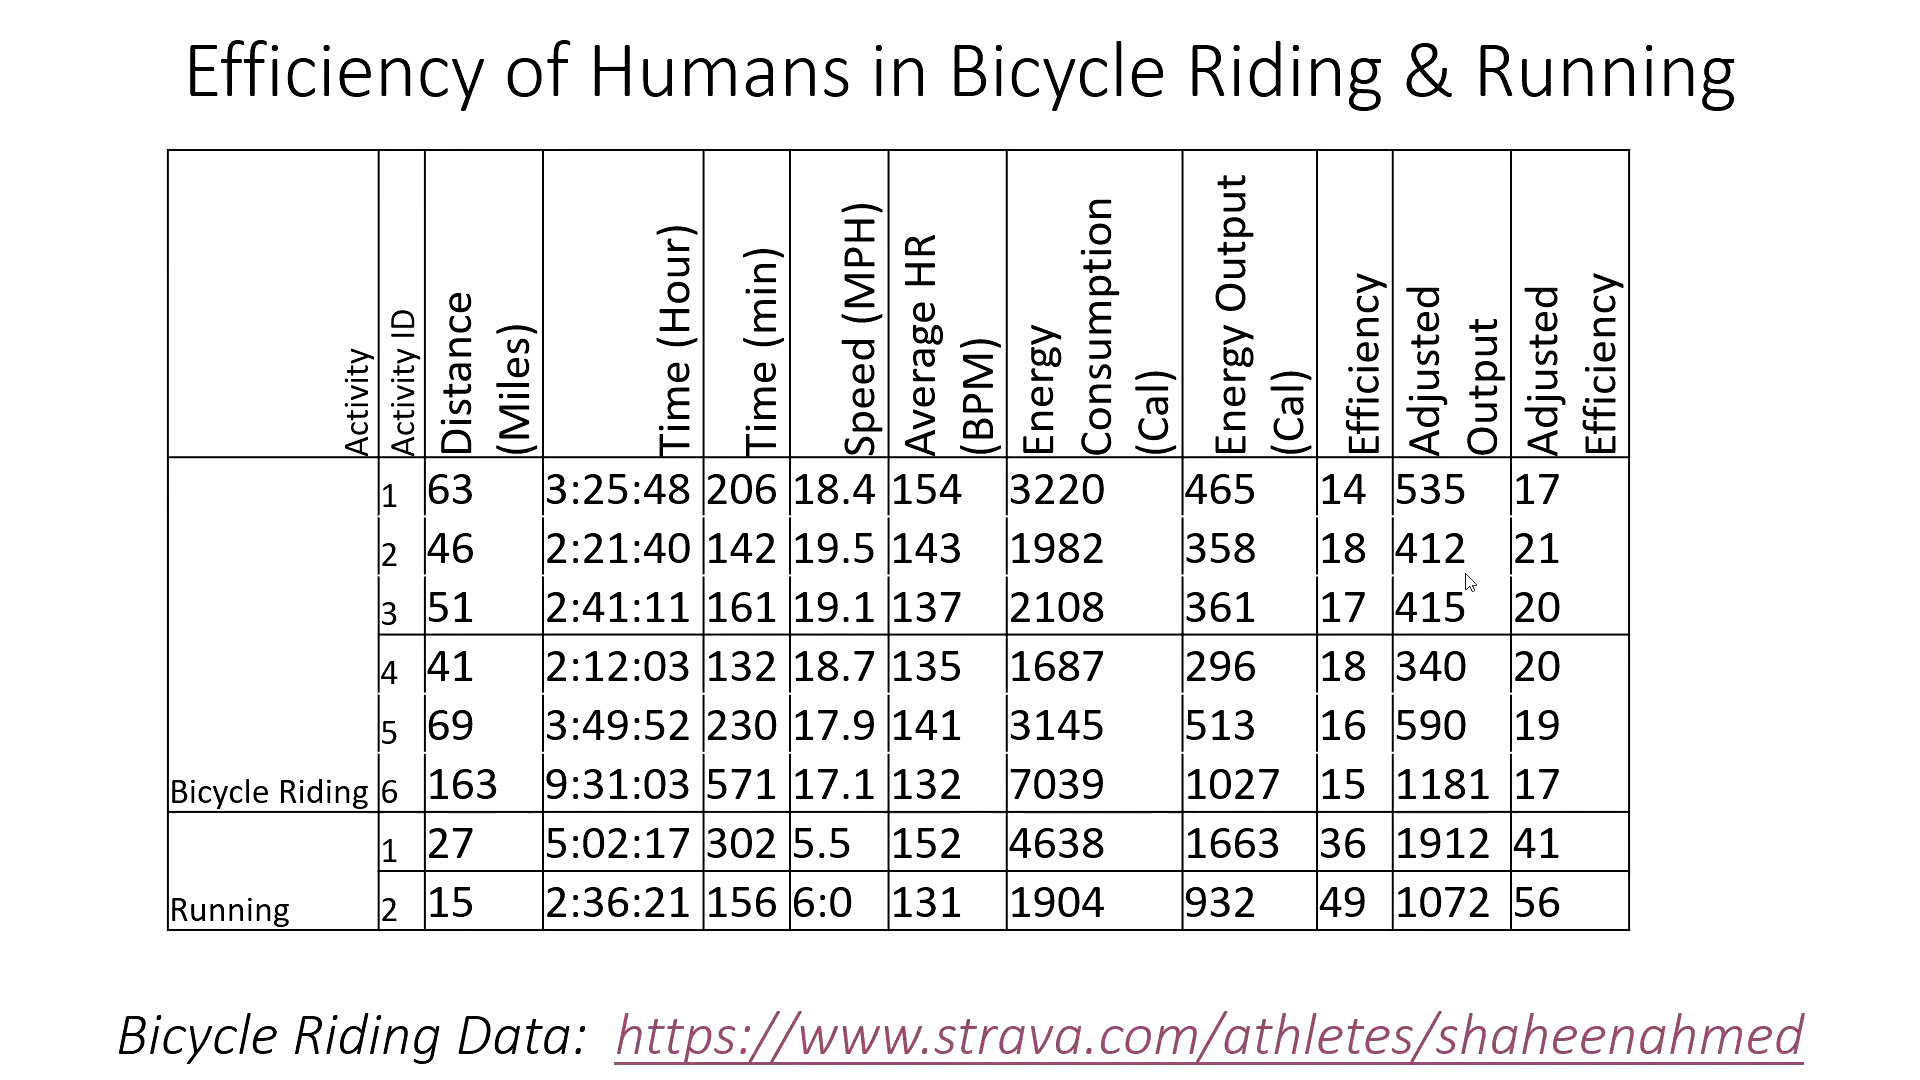 Efficiency of Humans in Bicycle Riding & Running
Activity
Activity ID
Distance
(Miles)
Time (Hour)
Time (min)
Speed (MPH)
Average HR
(BPM)
Energy
Consumption
(Cal)
Energy Output
(Cal)
Efficiency
Adjusted
Output
Adjusted
Efficiency
1 63 3:25:48 206 18.4 154 3220 465 14 535 17
2 46 2:21:40 142 19.5 143 1982 358 18 412 21
3 51 2:41:11 161 19.1 137 2108 361 17 415 20
4 41 2:12:03 132 18.7 135 1687 296 18 340 20
5 69 3:49:52 230 17.9 141 3145 513 16 590 19
Bicycle Riding 6 163 9:31:03 571 17.1 132 7039 1027 15 1181 17
1 27 5:02:17 302 5.5 152 4638 1663 36 1912 41
Running 2 15 2:36:21 156 6:0 131 1904 932 49 1072 56
Bicycle Riding Data: https://www.strava.com/athletes/shaheenahmed